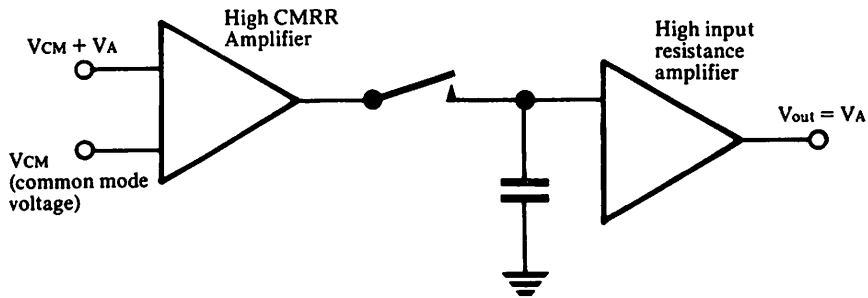 High CMRR
Amplifier
VCM + VA
VCM
(common mode
voltage)
High input
resistance
amplifier
Vout = VA